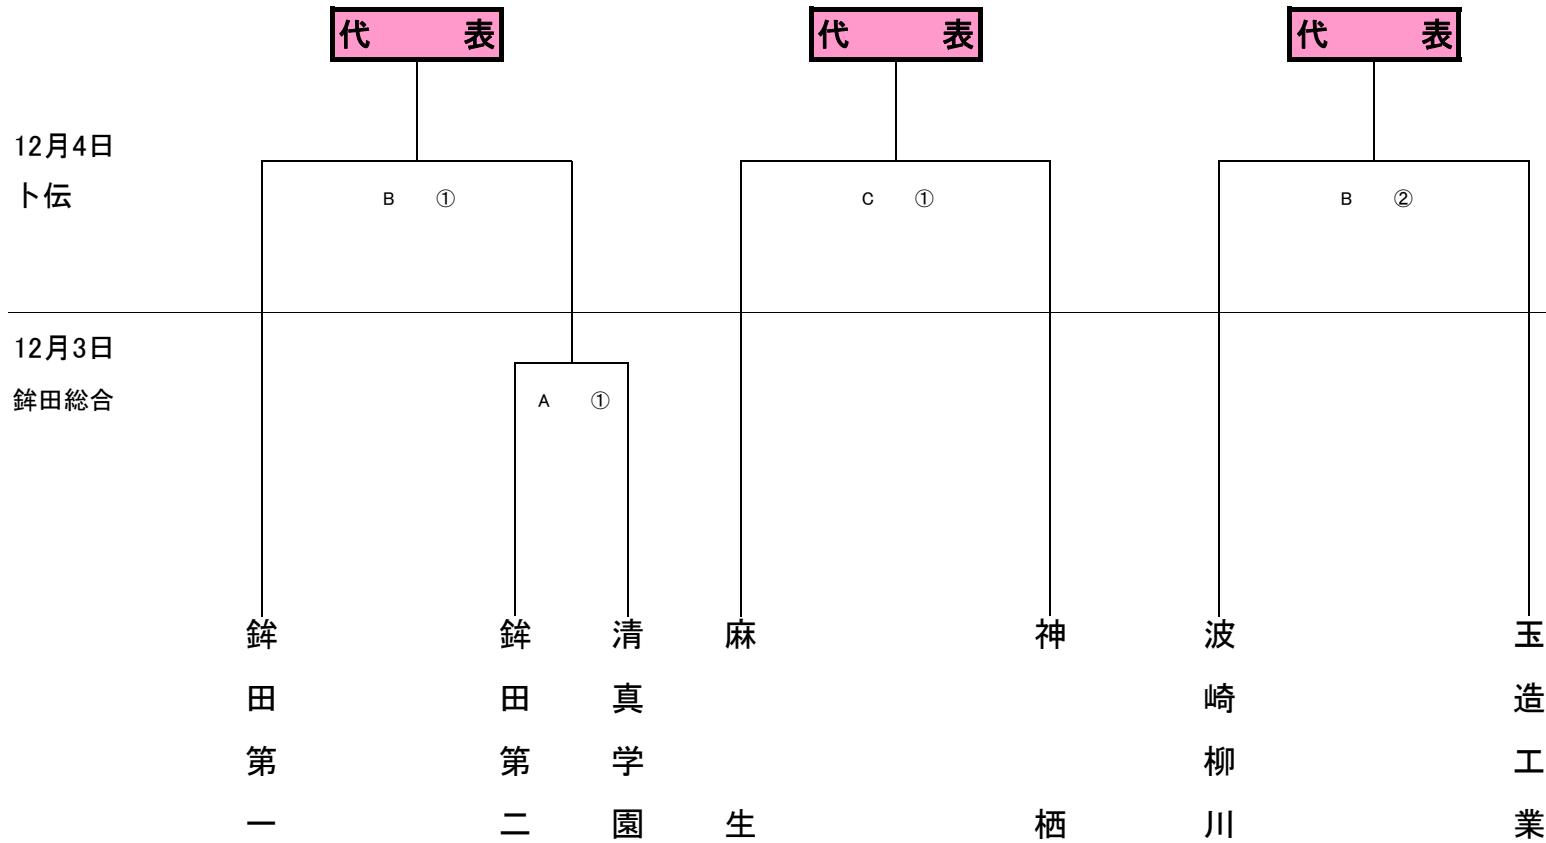 代　表
代　表
代　表
12月4日
卜伝
B ①
C ①
B ②
12月3日
鉾田総合
A ①
鉾田第一
鉾田第二
清真学園
麻生
神栖
波崎柳川
玉造工業